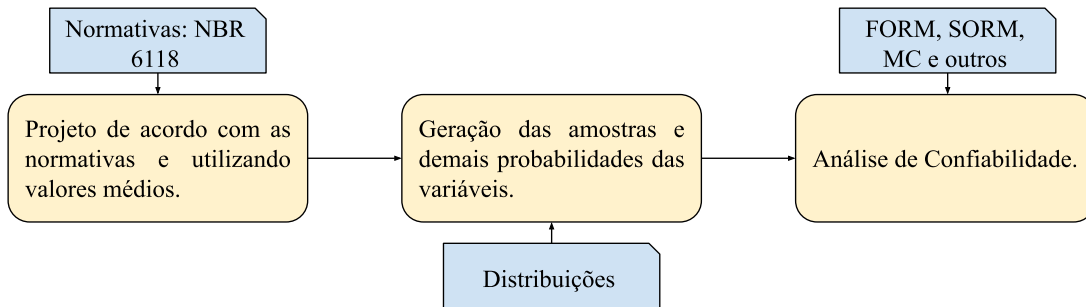 Normativas: NBR
6118
Projeto de acordo com as
normativas e utilizando
valores médios.
Geração das amostras e
demais probabilidades das
variáveis.
Distribuições
FORM, SORM,
MC e outros
Análise de Confiabilidade.